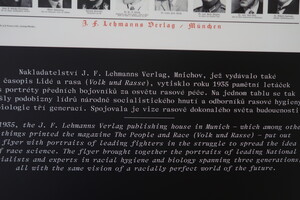 J. F. Lehmanns Verlag / München
Nakladatelství J. F. Lehmanns Verlag, Mnichov, jež vydávalo také
časopis Lidé a rasa (Volk und Rasse), vytisklo roku 1935 pamětní letáček
s portréty předních bojovníků za osvětu rasové péče. Na jednom tablu se tak
šly podobizny lídrů národně socialistického hnutí a odborníků rasové hygieny
biologie tří generací. Spojovala je vize rasově dokonalého světa budoucnosti
1935, the J. F. Lehmanns Verlag publishing house in Munich – which among other
things printed the magazine The People and Race (Volk und Rasse) – put out
flyer with portraits of leading fighters in the struggle to spread the idea
of race science. The flyer brought together the portraits of leading National
ialists and experts in racial hygiene and biology spanning three generations,
all with the same vision of a racially perfect world of the future.